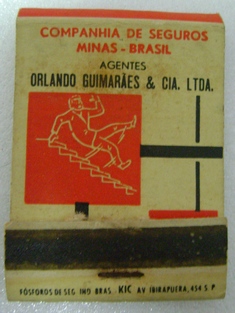 COMPANHIA DE SEGUROS
MINAS - BRASIL
AGENTES
ORLANDO GUIMARÃES & CIA. LTDA.
FÓSFOROS DE SEG. IND. BRAS. - KIC AV IBIRAPUERA, 454 S P